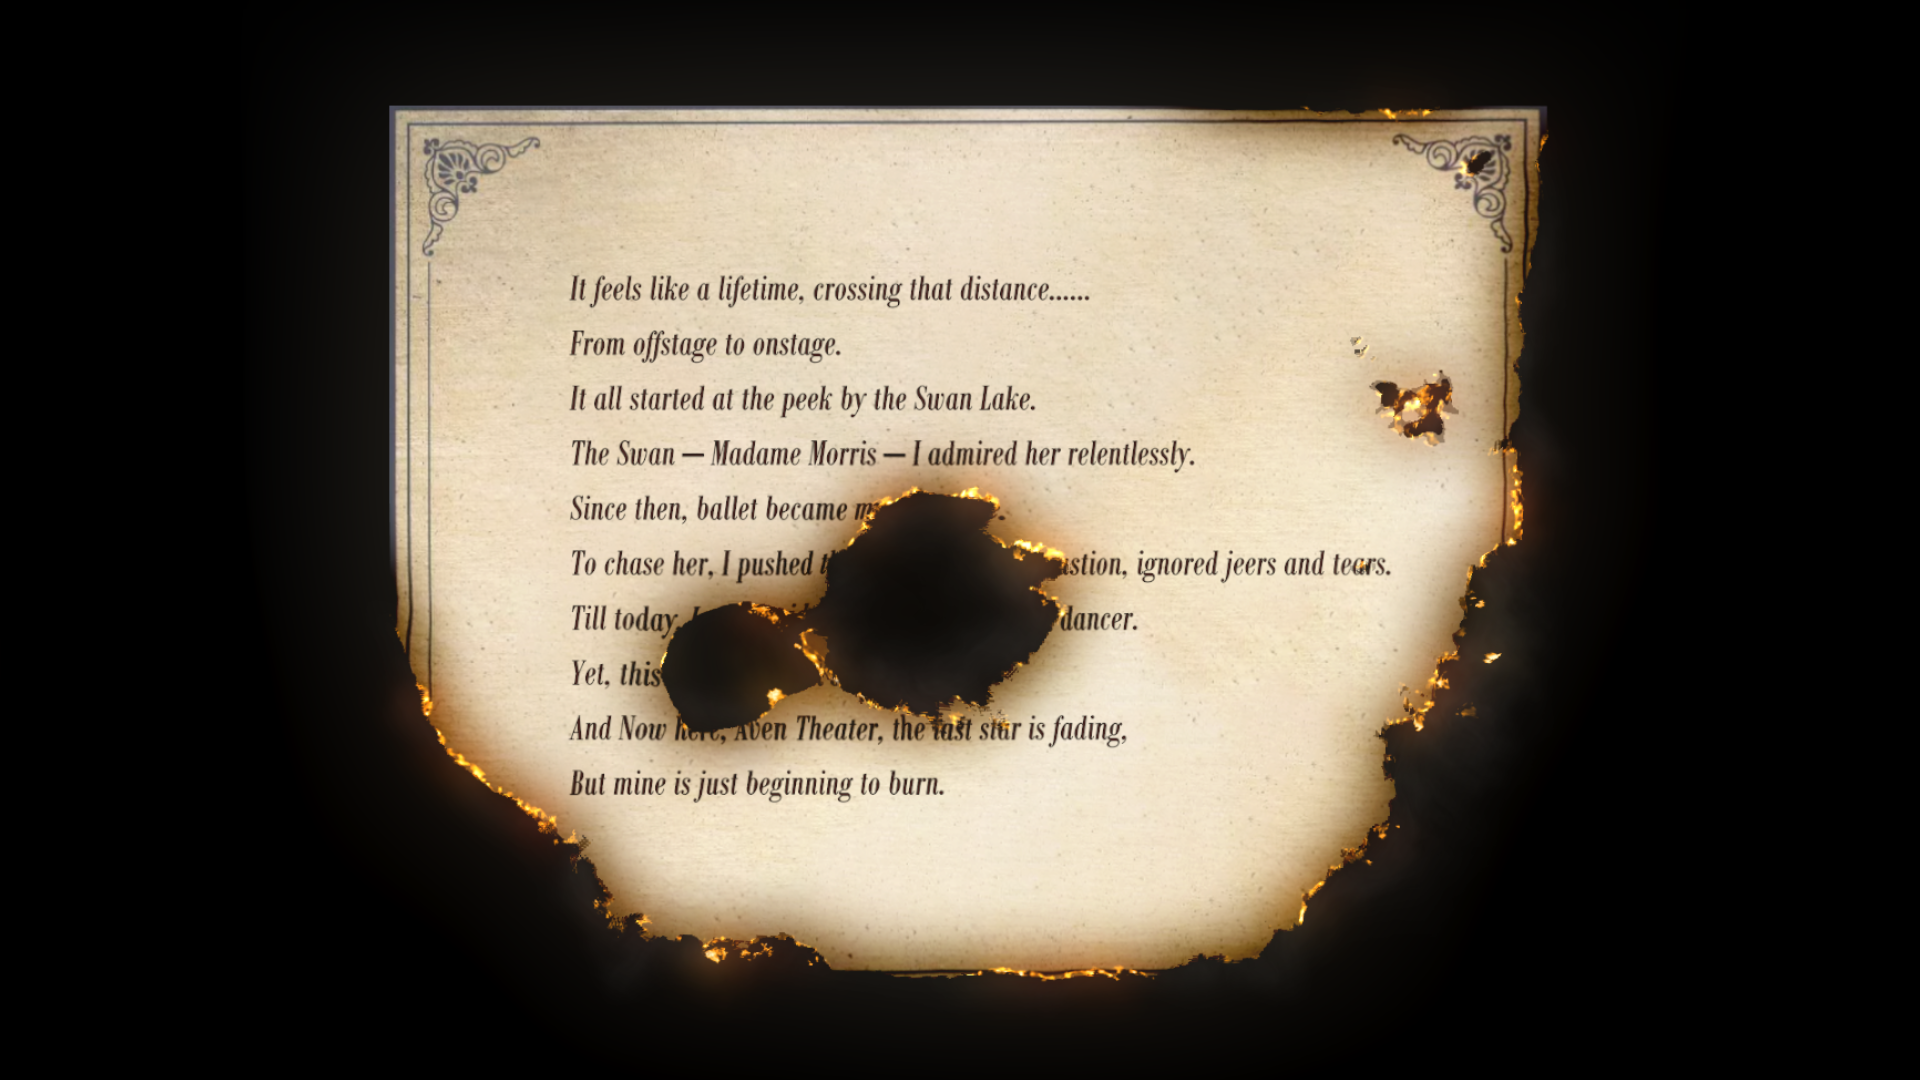 It feels like a lifetime, crossing that distance......
From offstage to onstage.
It all started at the peek by the Swan Lake.
The Swan — Madame Morris — I admired her relentlessly.
Since then, ballet became
To chase her, I pushed ignored jeers and tears.
Till today dancer.
Yet, this
And Now here, Aven Theater, the last star is fading,
But mine is just beginning to burn.